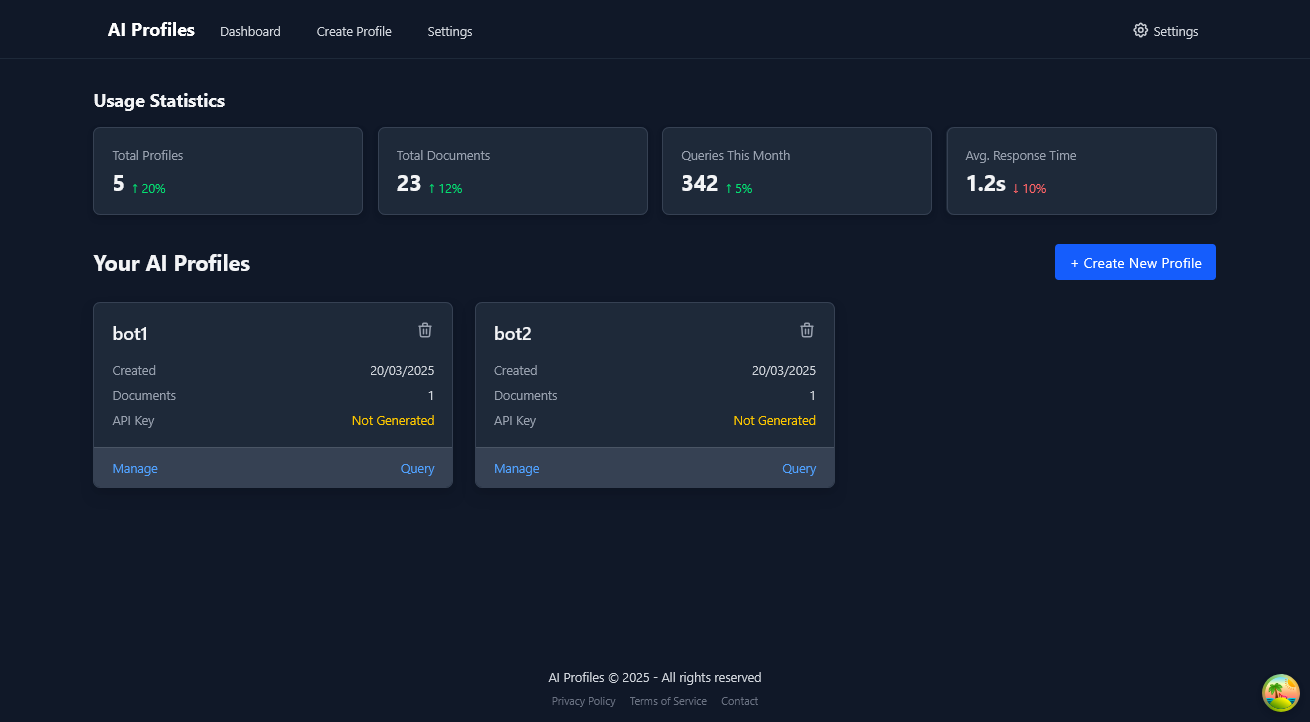 AI Profiles Dashboard Create Profile Settings Settings
Usage Statistics
Total Profiles
5 ↑ 20%
Total Documents
23 ↑ 12%
Queries This Month
342 ↑ 5%
Avg. Response Time
1.2s ↓ 10%
Your AI Profiles
+ Create New Profile
bot1
Created 20/03/2025
Documents 1
API Key Not Generated
Manage Query
bot2
Created 20/03/2025
Documents 1
API Key Not Generated
Manage Query
AI Profiles © 2025 - All rights reserved
Privacy Policy Terms of Service Contact